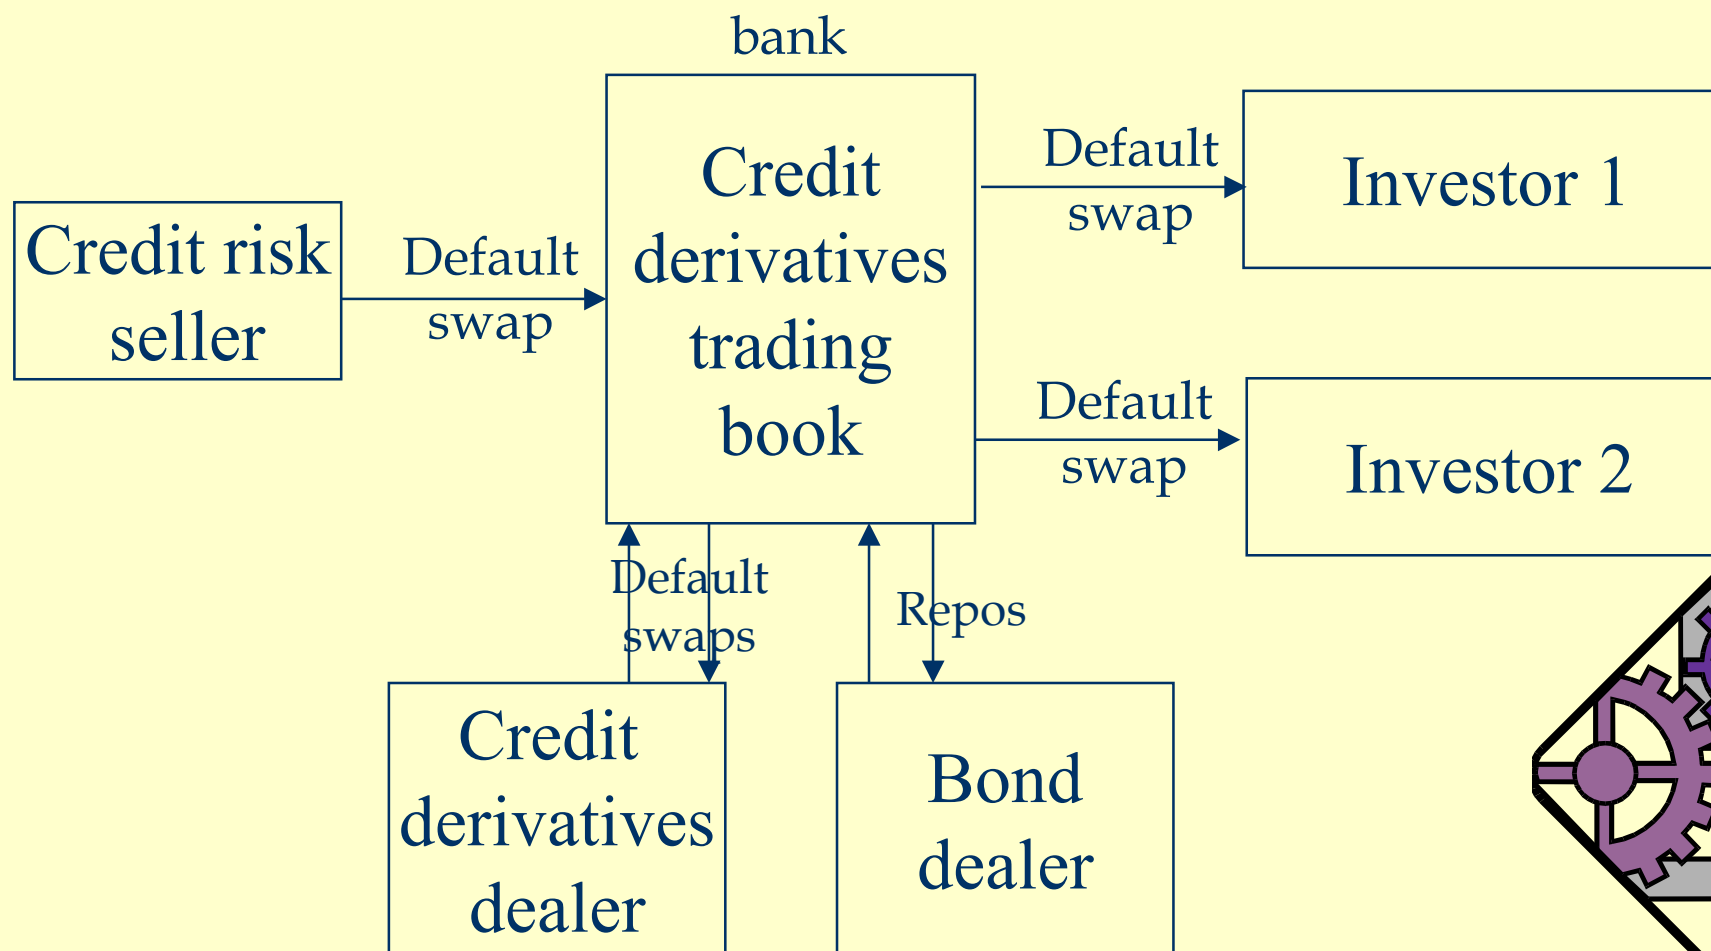 bank
Credit
derivatives
trading
book
Credit risk
seller
Default
swap
Default
swap
Investor 1
Default
swap
Investor 2
Default
swaps
Repos
Credit
derivatives
dealer
Bond
dealer